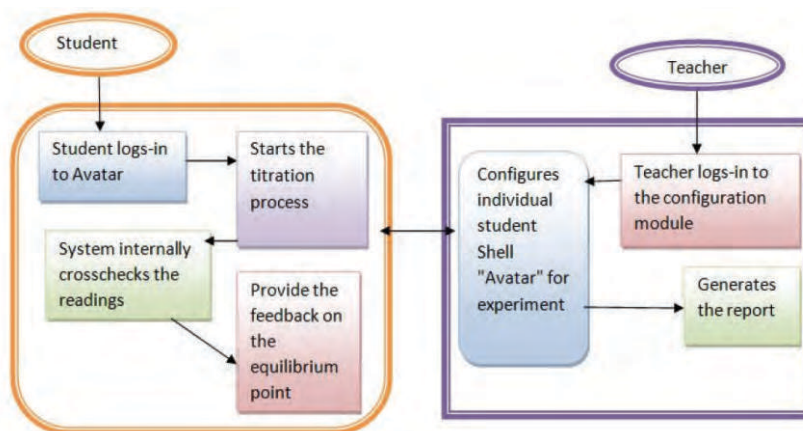 Student
Student logs-in
to Avatar
Starts the
titration
process
System internally
crosschecks the
readings
Provide the
feedback on
the
equilibrium
point
Teacher
Teacher logs-in to
the configuration
module
Configures
individual
student
Shell
"Avatar" for
experiment
Generates
the report